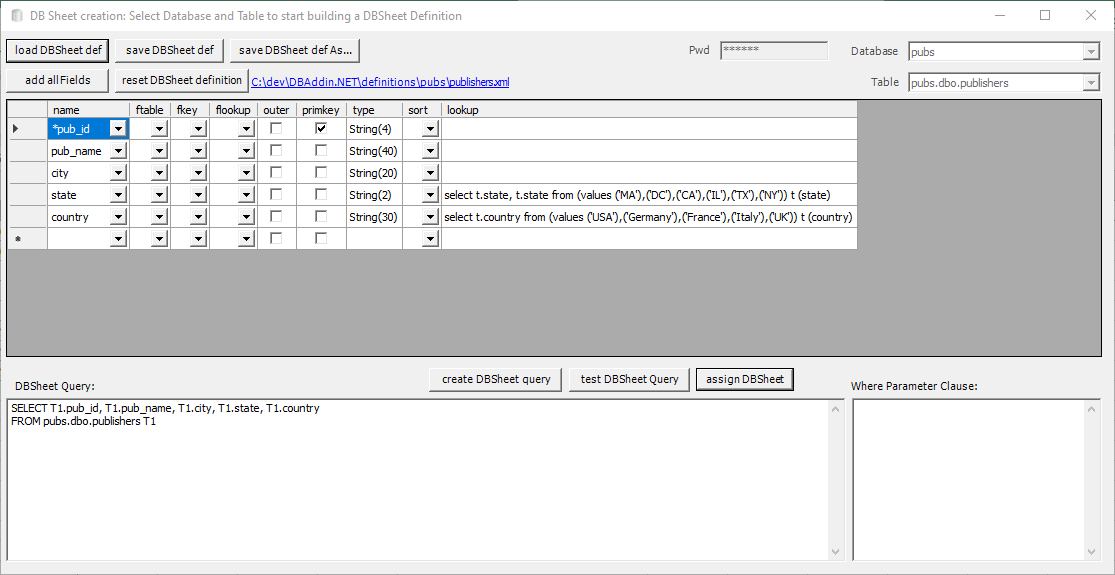 DB Sheet creation: Select Database and Table to start building a DBSheet Definition
load DBSheet def save DBSheet def save DBSheet def As... Pwd ****** Database pubs
add all Fields reset DBSheet definition C:\dev\DBAddin.NET\definitions\pubs\publishers.xml Table pubs.dbo.publishers
name ftable fkey flookup outer primkey type sort lookup
*pub_id String(4)
pub_name String(40)
city String(20)
state String(2) select t.state, t.state from (values ('MA'),('DC'),('CA'),('IL'),('TX'),('NY')) t (state)
country String(30) select t.country from (values ('USA'),('Germany'),('France'),('Italy'),('UK')) t (country)
*
DBSheet Query: create DBSheet query test DBSheet Query assign DBSheet Where Parameter Clause:
SELECT T1.pub_id, T1.pub_name, T1.city, T1.state, T1.country
FROM pubs.dbo.publishers T1